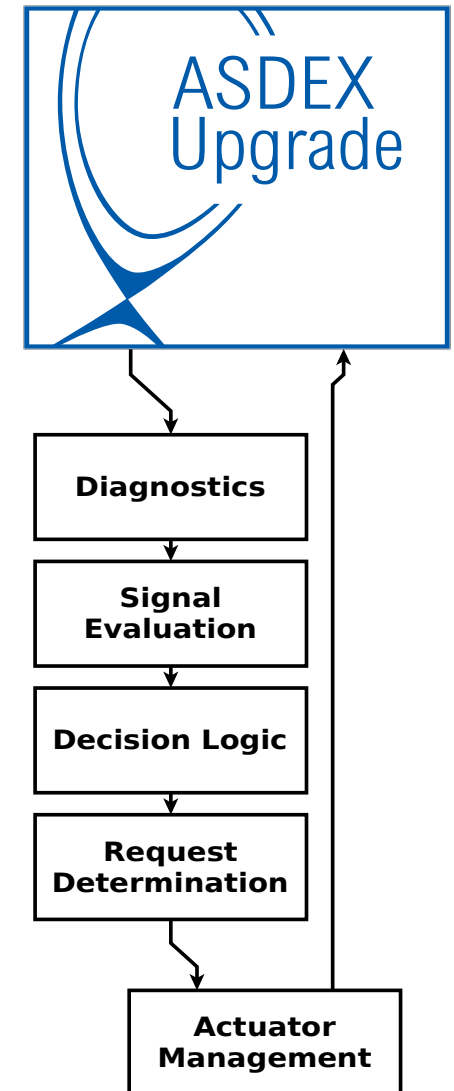 ASDEX
Upgrade
Diagnostics
Signal
Evaluation
Decision Logic
Request
Determination
Actuator
Management